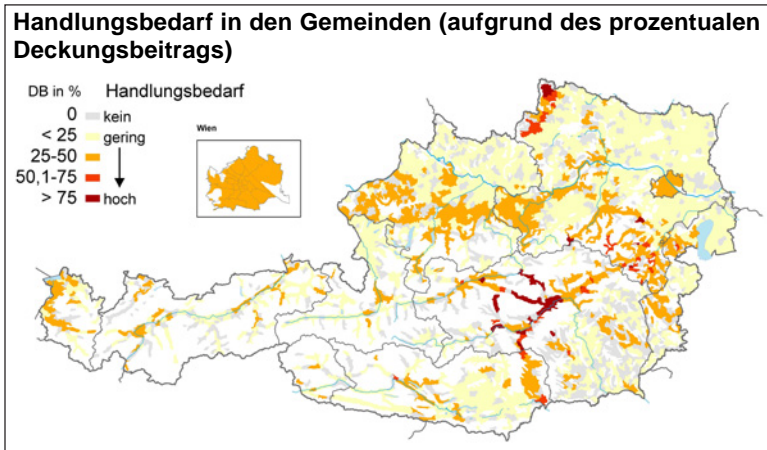 Handlungsbedarf in den Gemeinden (aufgrund des prozentualen
Deckungsbeitrags)
DB in % Handlungsbedarf
0 kein
< 25 gering
25-50
50,1-75
> 75 hoch
Wien